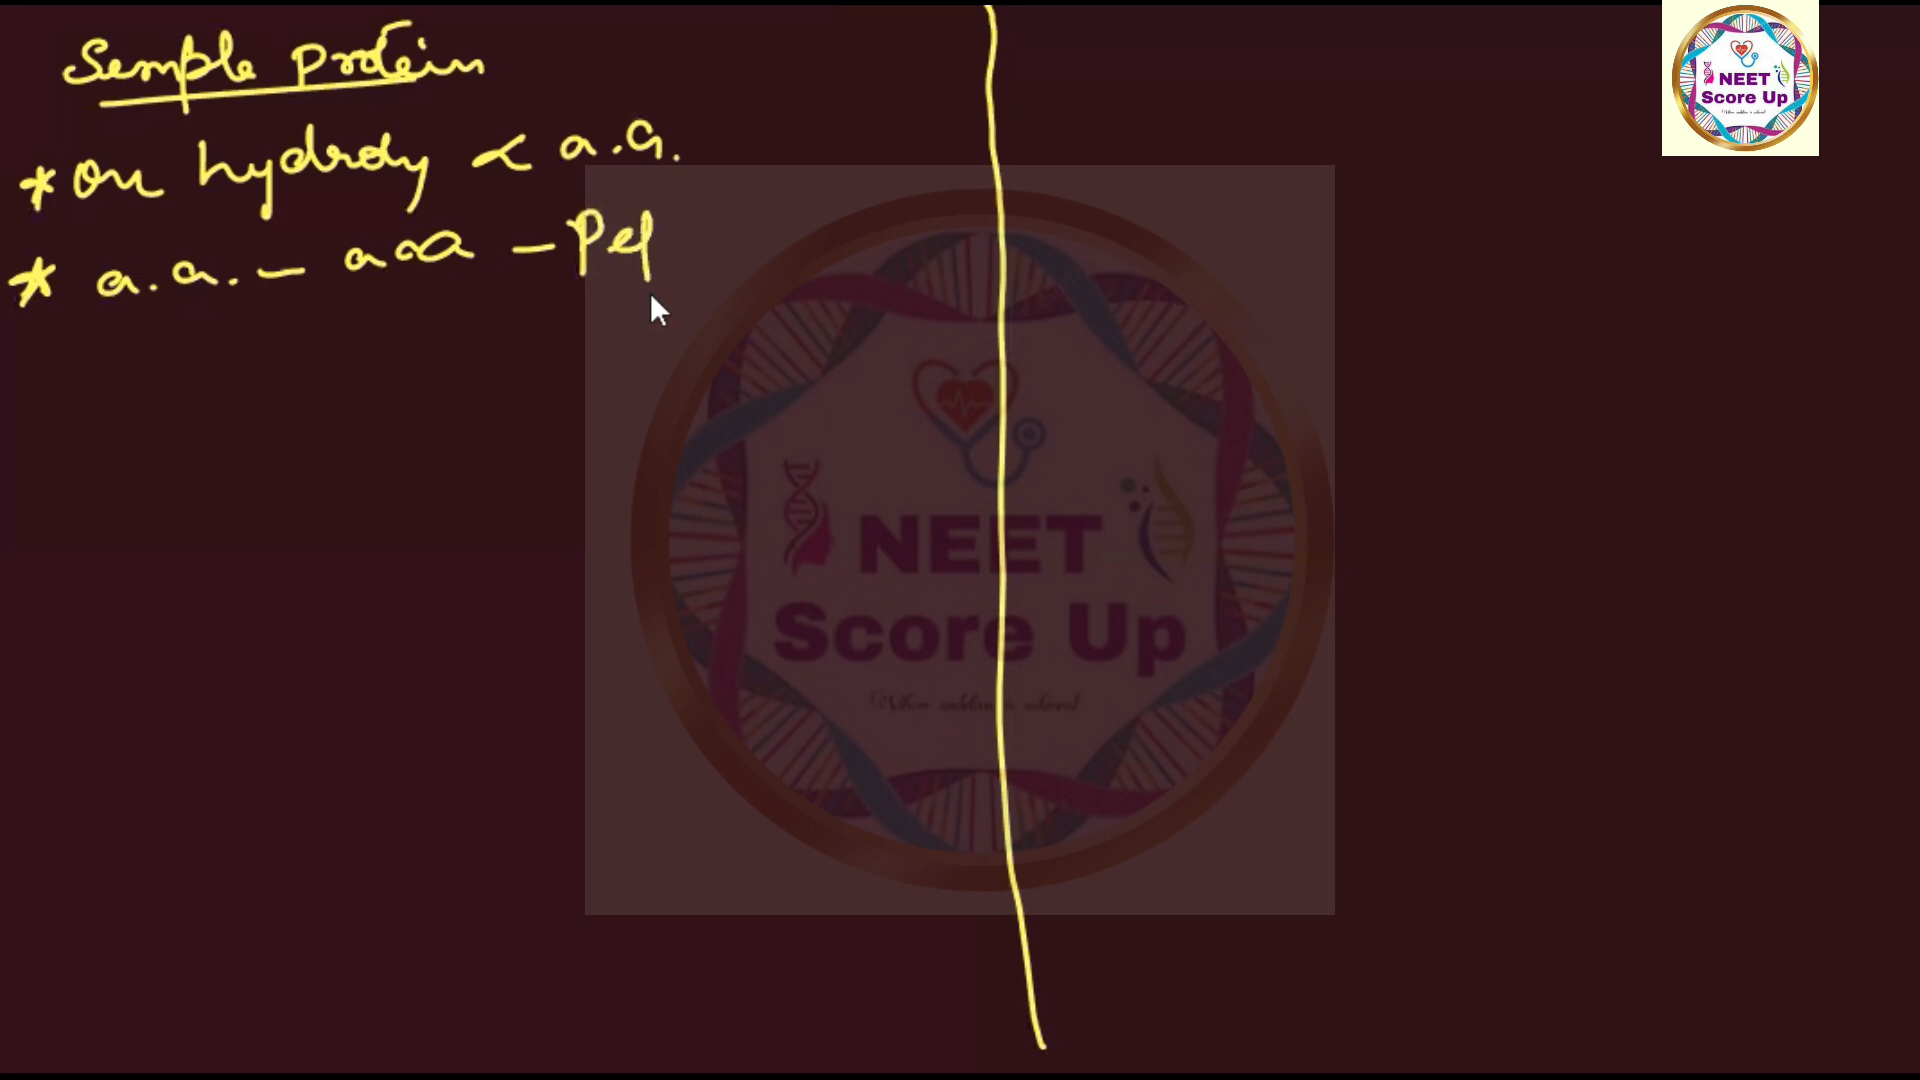 Simple protein
* on hydroly < a.a.
* a.a. – a a a – Pep
NEET
Score Up
NEET
Score Up